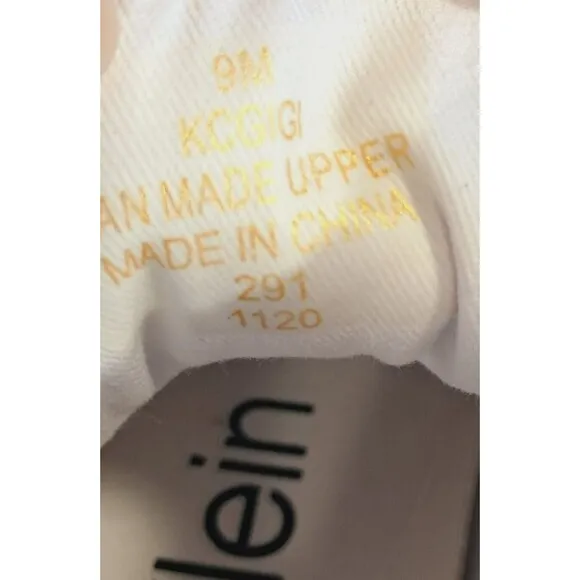 9M
KCGIGI
AN MADE UPPER
MADE IN CHINA
291
1120
lein